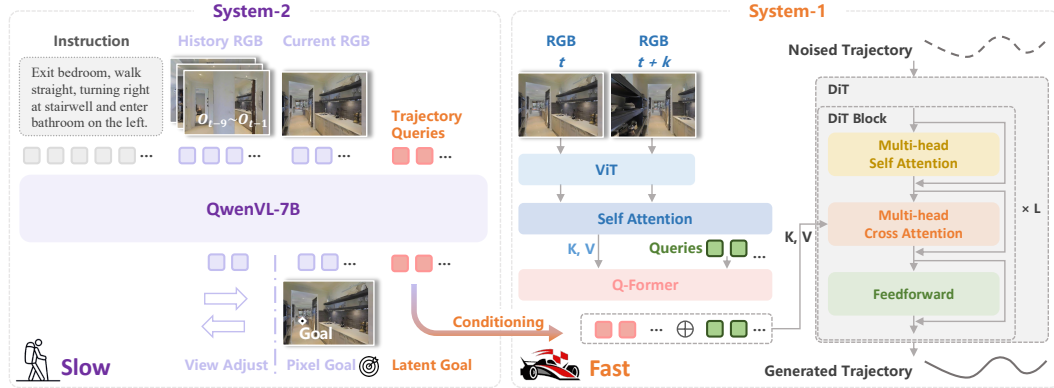 System-2
Instruction
History RGB
Current RGB
Exit bedroom, walk
straight, turning right
at stairwell and enter
bathroom on the left.
O_{t-9}~O_{t-1}
Trajectory
Queries
...
...
...
...
QwenVL-7B
...
...
Goal
View Adjust
Pixel Goal
Latent Goal
Slow
System-1
RGB
t
RGB
t + k
ViT
Self Attention
K, V
Queries
...
Q-Former
Conditioning
...
⊕
...
Fast
K, V
Noised Trajectory
DiT
DiT Block
Multi-head
Self Attention
× L
Multi-head
Cross Attention
Feedforward
Generated Trajectory